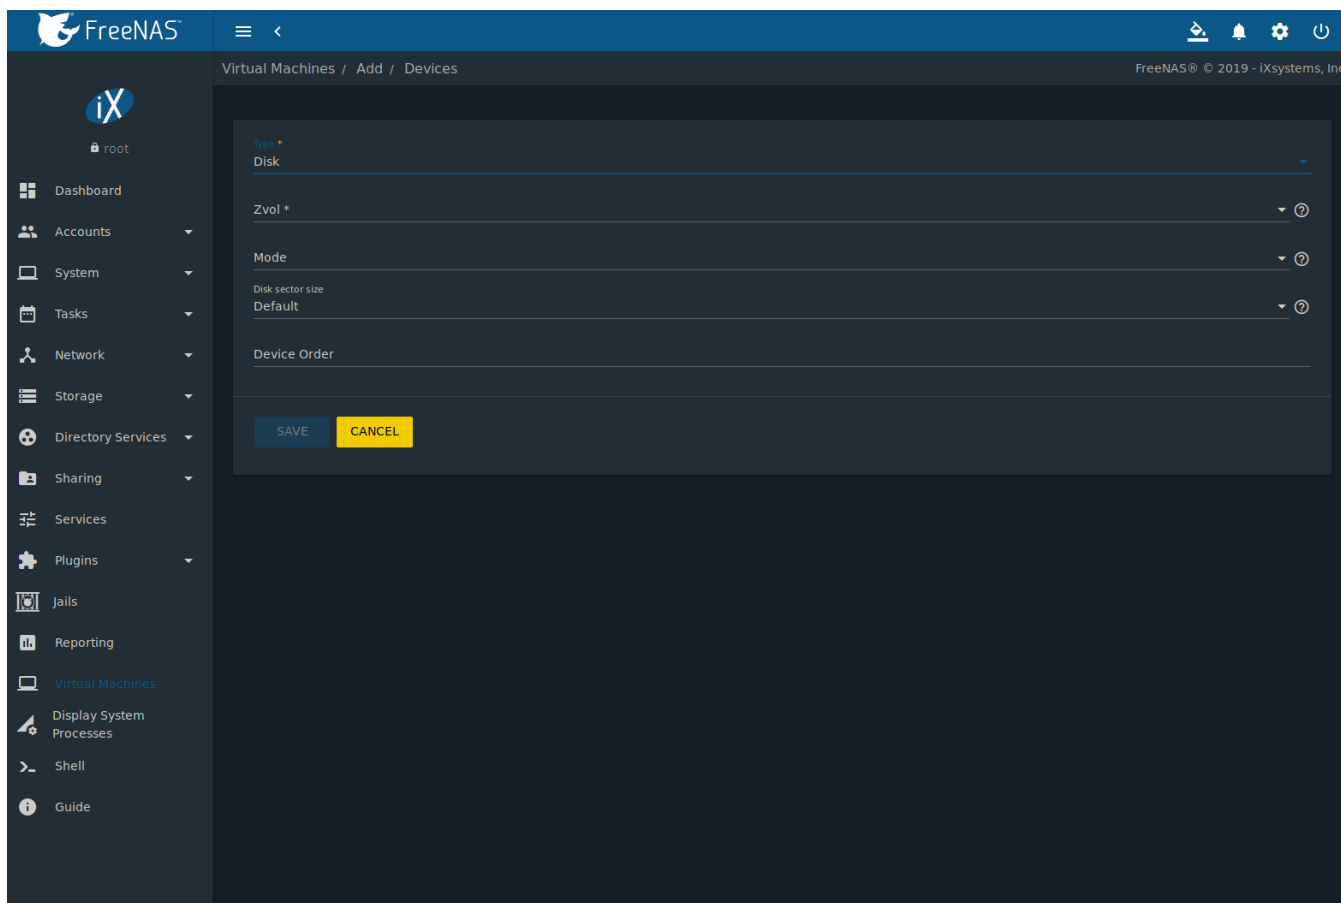 FreeNAS™
Virtual Machines / Add / Devices
FreeNAS® © 2019 - iXsystems, Inc
iX
root
Dashboard
Accounts
System
Tasks
Network
Storage
Directory Services
Sharing
Services
Plugins
Jails
Reporting
Virtual Machines
Display System
Processes
Shell
Guide
Type *
Disk
Zvol *
Mode
Disk sector size
Default
Device Order
SAVE
CANCEL